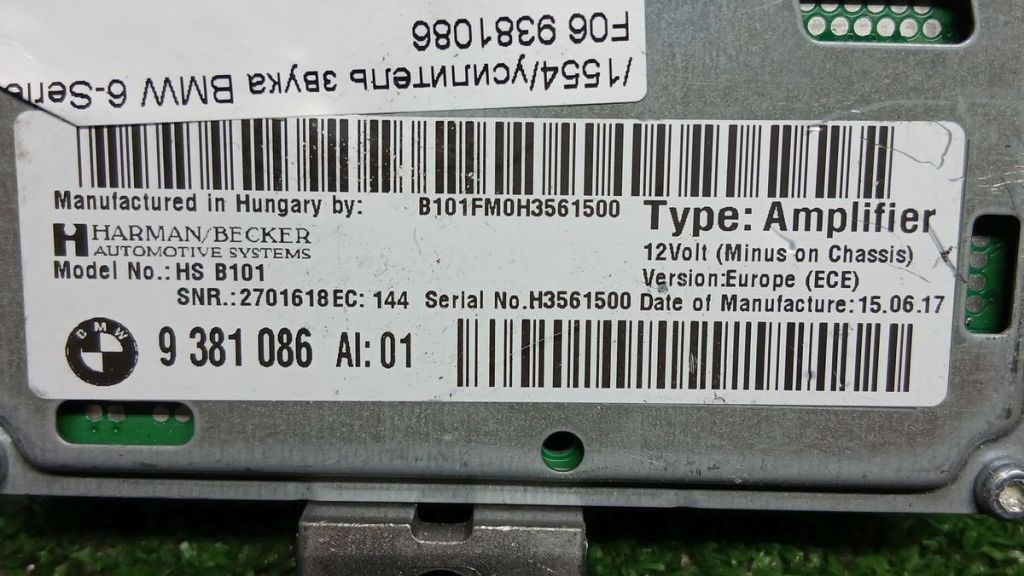 /1554/усилитель звука BMW 6-Serie
F06 9381086
Manufactured in Hungary by:
B101FM0H3561500
Type: Amplifier
HARMAN/BECKER
AUTOMOTIVE SYSTEMS
12Volt (Minus on Chassis)
Model No.: HS B101
Version:Europe (ECE)
SNR.:2701618 EC: 144 Serial No.H3561500 Date of Manufacture: 15.06.17
BMW
9 381 086 AI: 01